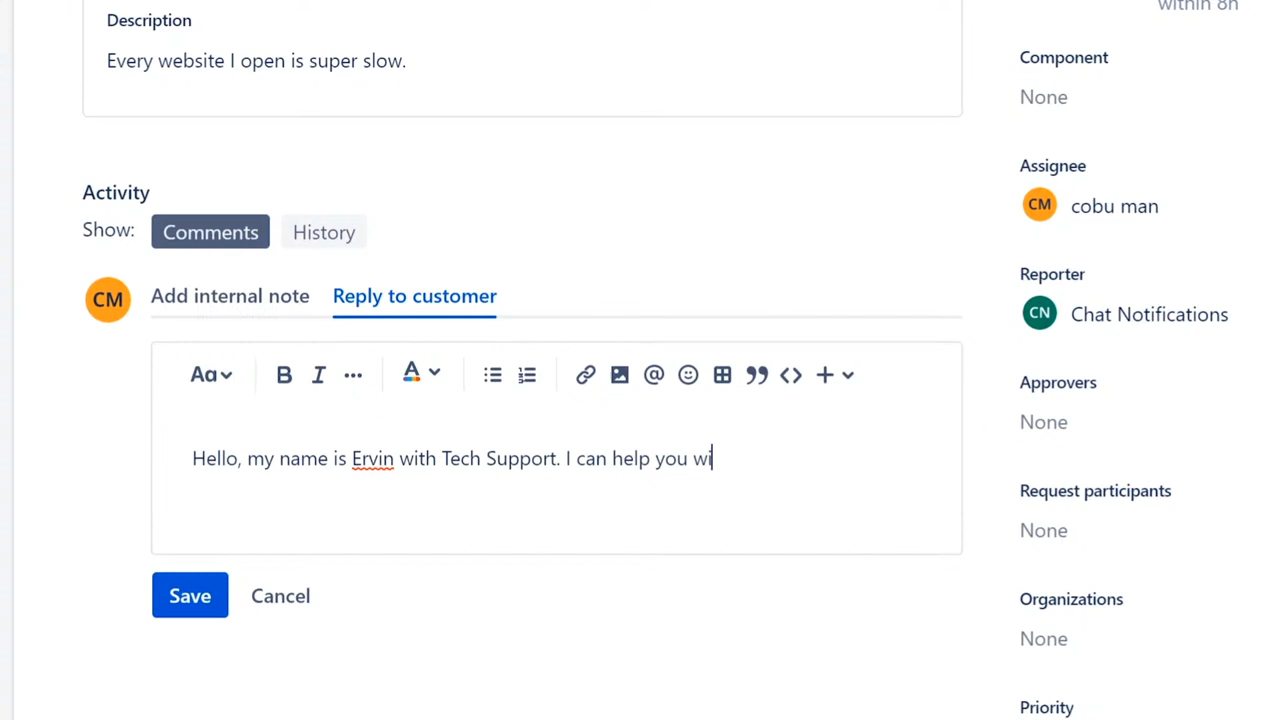 within 8h
Description
Every website I open is super slow.
Component
None
Assignee
CM cobu man
Activity
Show: Comments History
Reporter
CN Chat Notifications
CM Add internal note Reply to customer
Aa B I ... A
Approvers
None
Hello, my name is Ervin with Tech Support. I can help you wi
Request participants
None
Save Cancel
Organizations
None
Priority